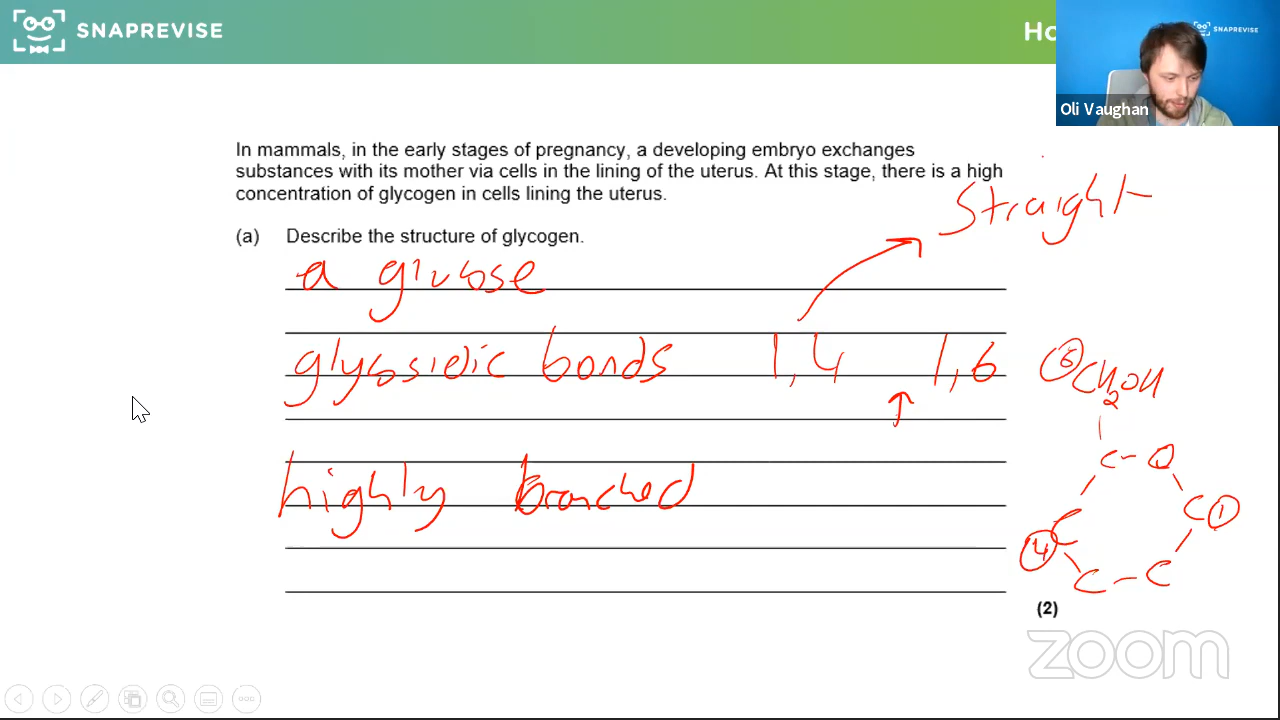 SNAPREVISE
Ho
SNAPREVISE
Oli Vaughan
In mammals, in the early stages of pregnancy, a developing embryo exchanges
substances with its mother via cells in the lining of the uterus. At this stage, there is a high
concentration of glycogen in cells lining the uterus.
Straight
(a) Describe the structure of glycogen.
a glucose
glycosidic bonds 1,4 1,6
6 CH2OH
C - O
highly branched
C 1
C
4
C - C
(2)
zoom